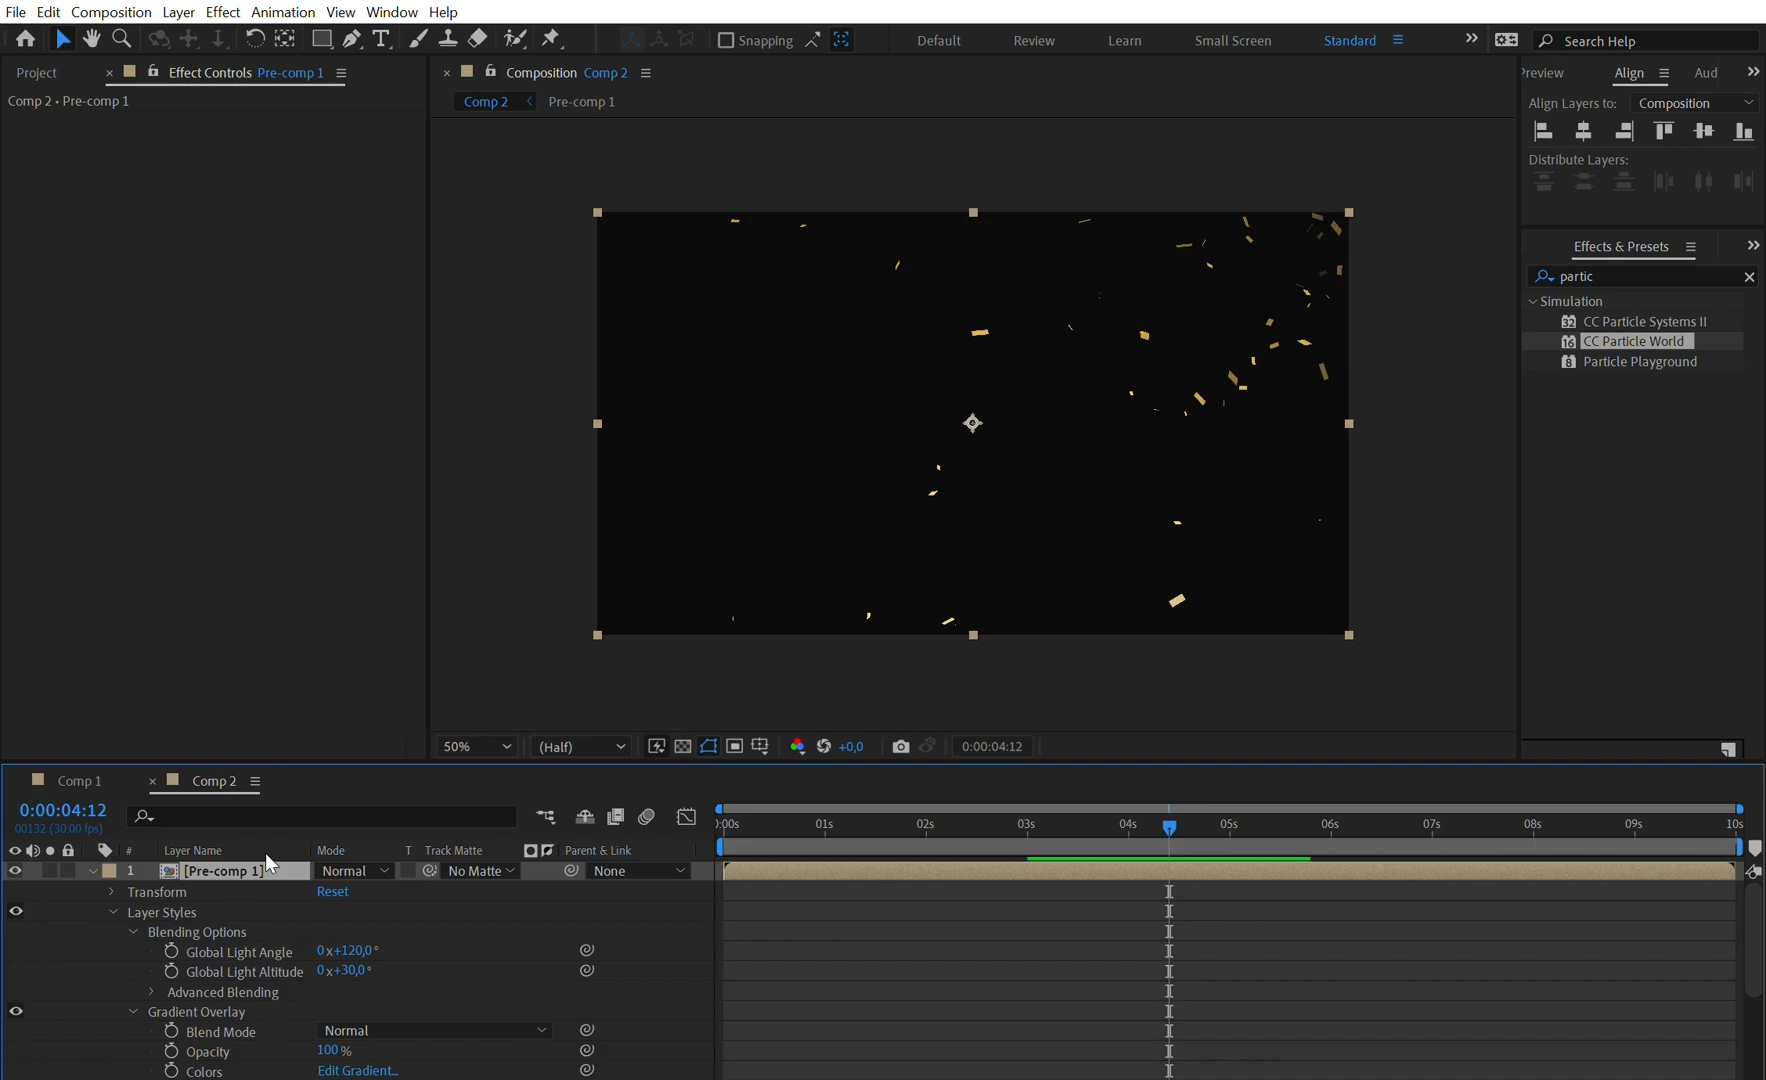 File Edit Composition Layer Effect Animation View Window Help
Snapping
Default Review Learn Small Screen Standard
Search Help
Project
Effect Controls Pre-comp 1
Comp 2 • Pre-comp 1
Composition Comp 2
Comp 2 Pre-comp 1
Preview Align Aud
Align Layers to: Composition
Distribute Layers:
Effects & Presets
partic
Simulation
32 CC Particle Systems II
16 CC Particle World
8 Particle Playground
50% (Half) +0,0 0:00:04:12
Comp 1 Comp 2
0:00:04:12
00132 (30.00 fps)
:00s 01s 02s 03s 04s 05s 06s 07s 08s 09s 10s
# Layer Name Mode T Track Matte Parent & Link
1 [Pre-comp 1] Normal No Matte None
Transform Reset
Layer Styles
Blending Options
Global Light Angle 0x+120,0°
Global Light Altitude 0x+30,0°
Advanced Blending
Gradient Overlay
Blend Mode Normal
Opacity 100 %
Colors Edit Gradient...